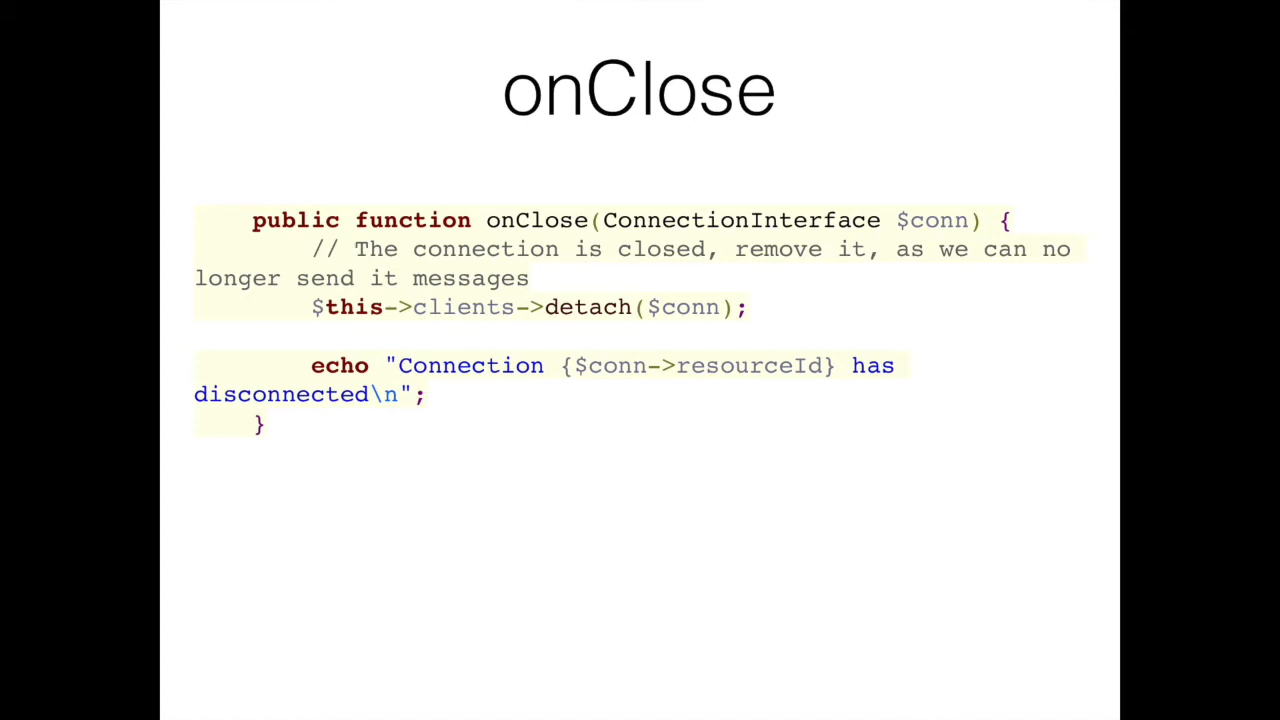 onClose
public function onClose(ConnectionInterface $conn) {
// The connection is closed, remove it, as we can no
longer send it messages
$this->clients->detach($conn);
echo "Connection {$conn->resourceId} has
disconnected\n";
}